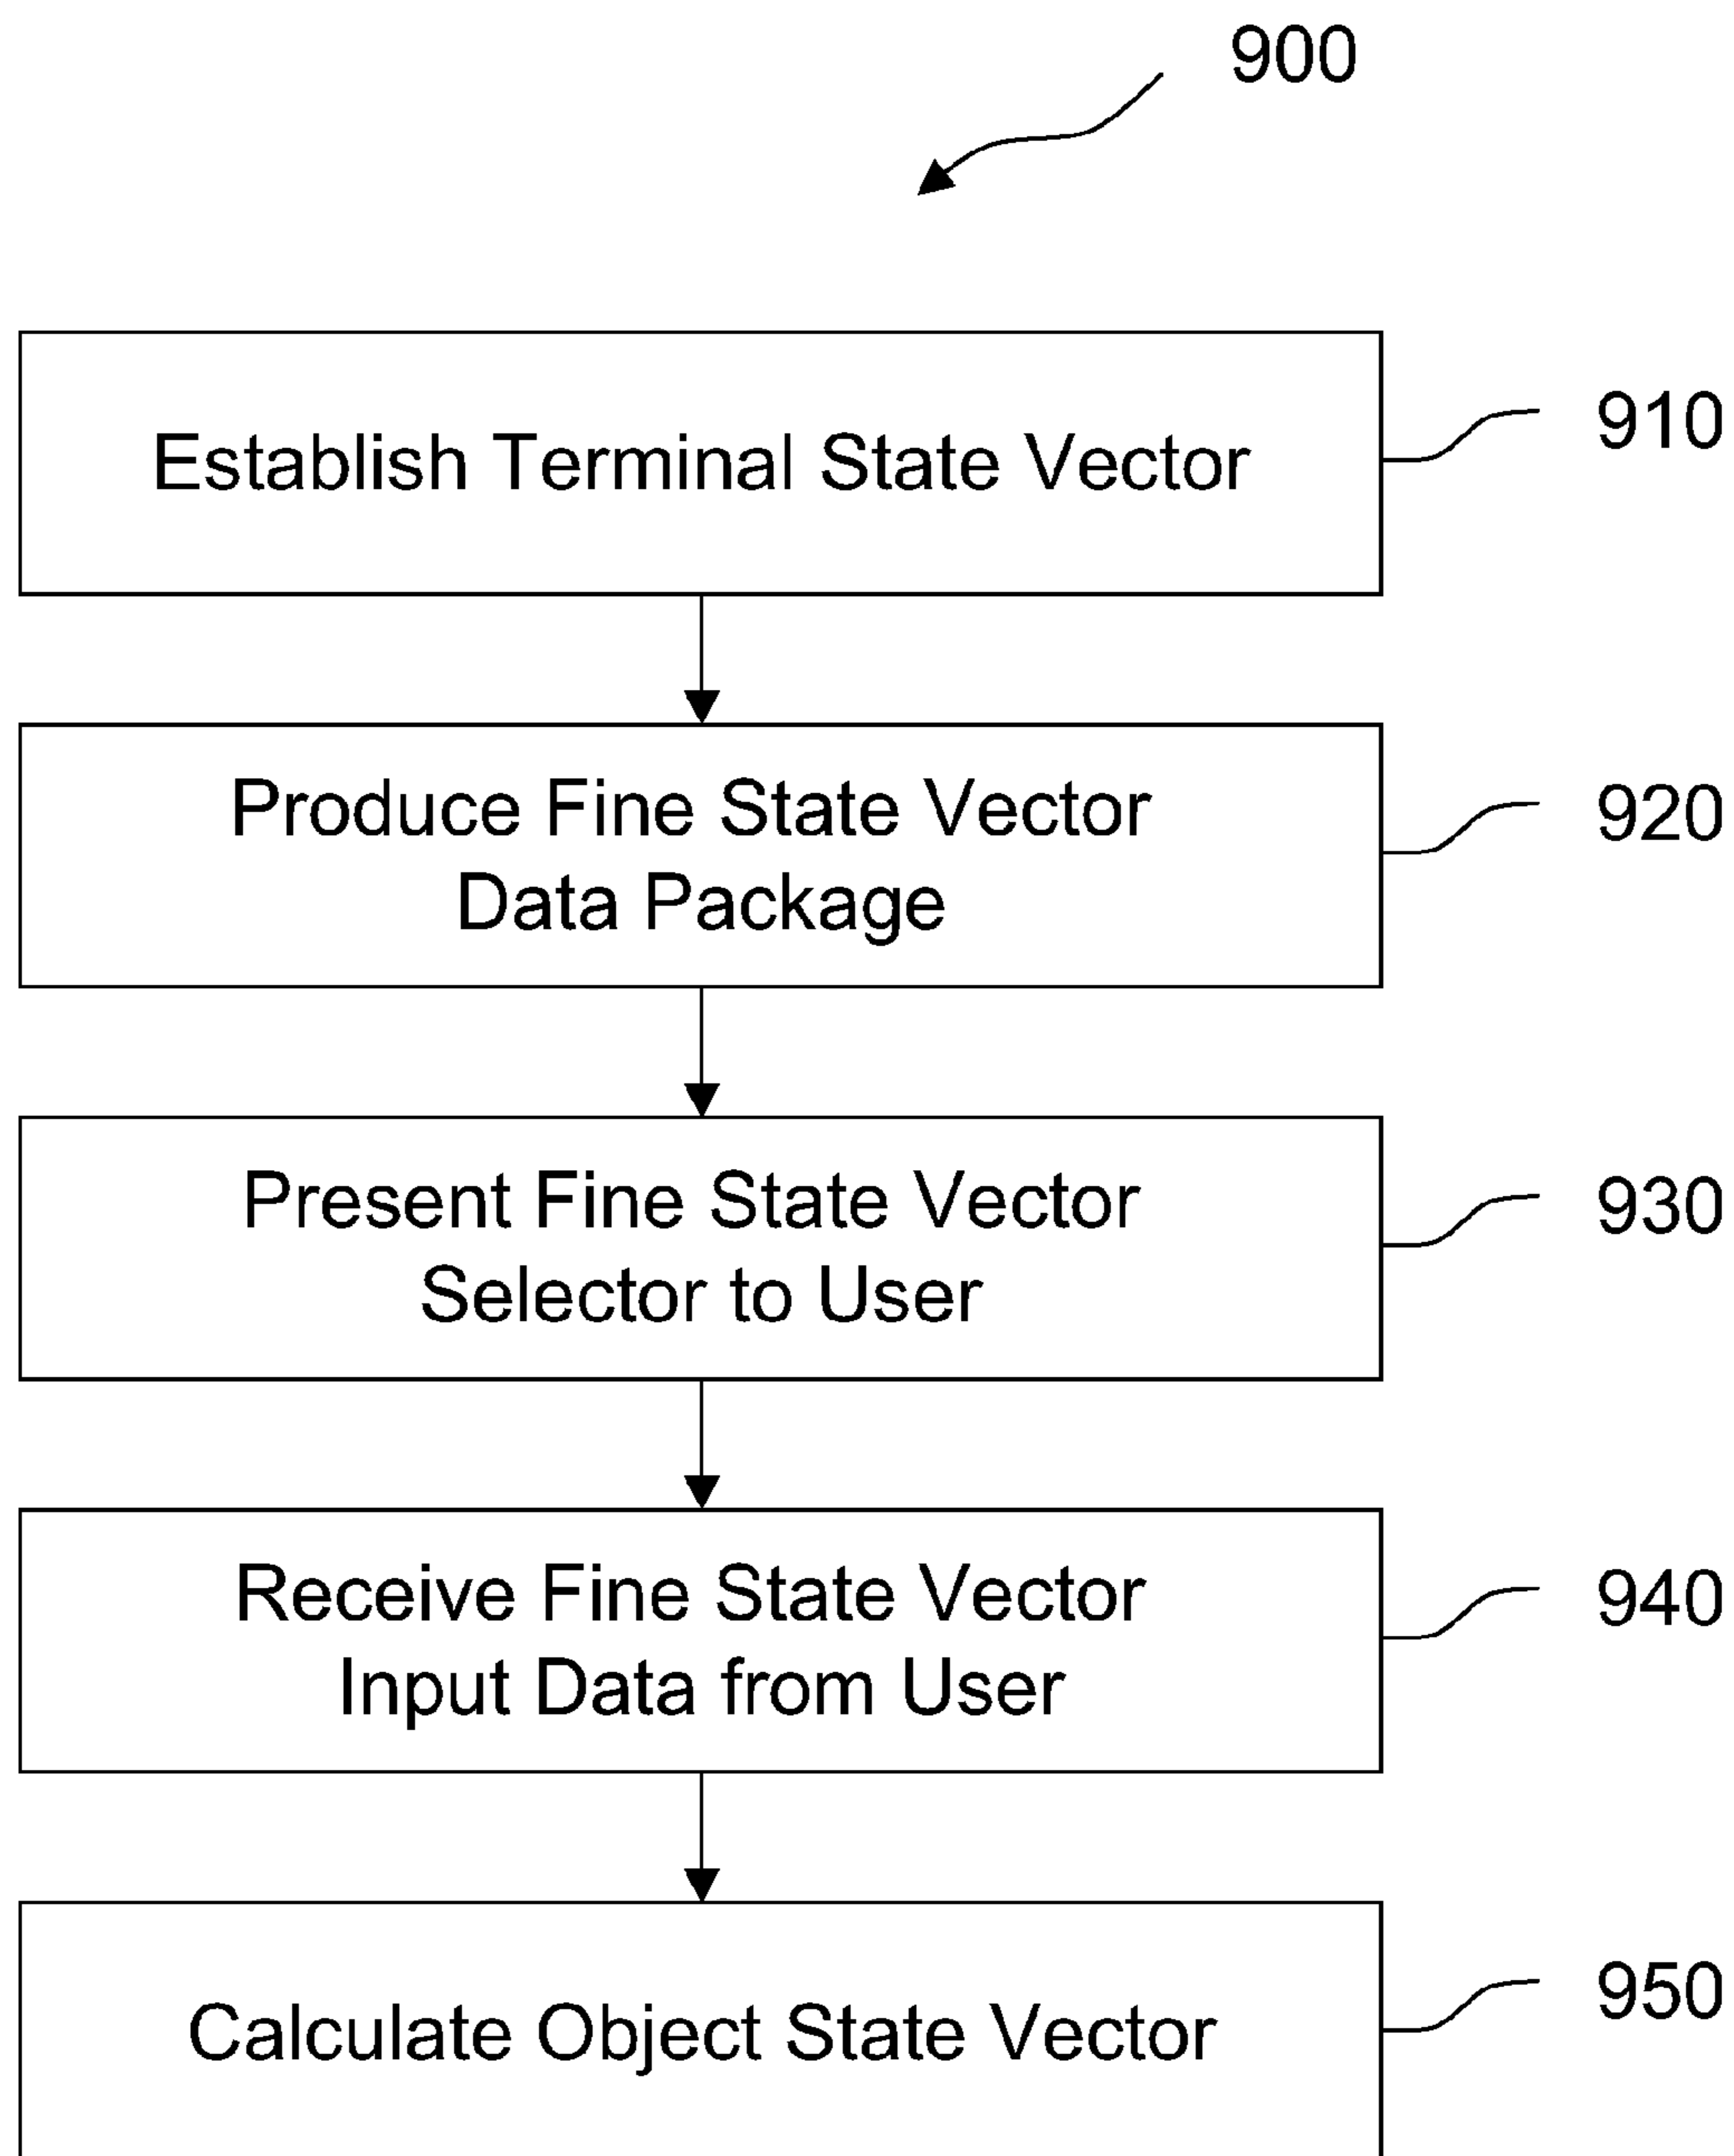 900
Establish Terminal State Vector
910
Produce Fine State Vector
Data Package
920
Present Fine State Vector
Selector to User
930
Receive Fine State Vector
Input Data from User
940
Calculate Object State Vector
950